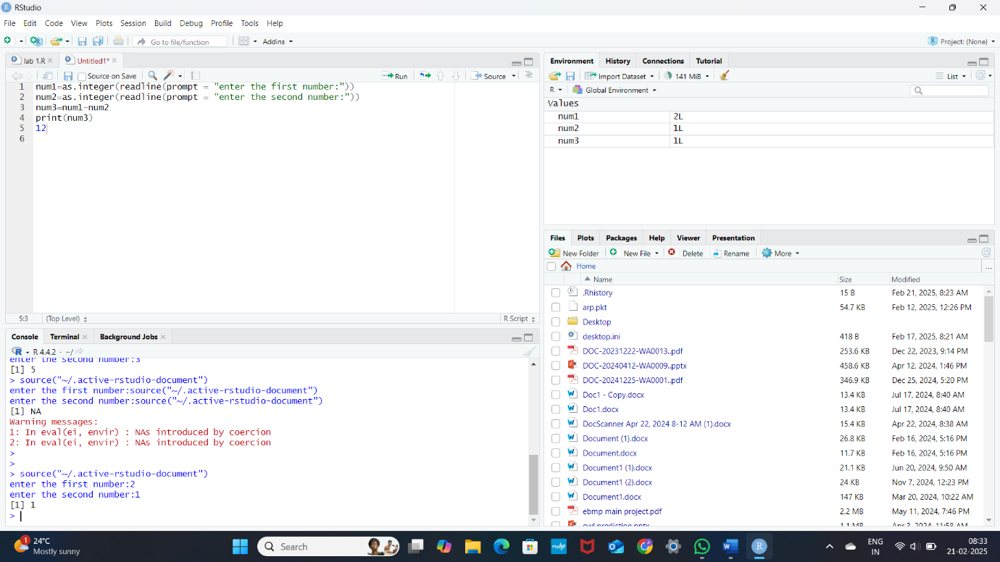 RStudio
File Edit Code View Plots Session Build Debug Profile Tools Help
Go to file/function Addins Project: (None)
lab 1.R Untitled1*
Source on Save Run Source
1 num1=as.integer(readline(prompt = "enter the first number:"))
2 num2=as.integer(readline(prompt = "enter the second number:"))
3 num3=num1-num2
4 print(num3)
5 12
6
5:3 (Top Level) R Script
Console Terminal Background Jobs
R 4.4.2 · ~/
enter the second number:3
[1] 5
> source("~/.active-rstudio-document")
enter the first number:source("~/.active-rstudio-document")
enter the second number:source("~/.active-rstudio-document")
[1] NA
Warning messages:
1: In eval(ei, envir) : NAs introduced by coercion
2: In eval(ei, envir) : NAs introduced by coercion
>
>
> source("~/.active-rstudio-document")
enter the first number:2
enter the second number:1
[1] 1
>
Environment History Connections Tutorial
Import Dataset 141 MiB List
R Global Environment
Values
num1 2L
num2 1L
num3 1L
Files Plots Packages Help Viewer Presentation
New Folder New File Delete Rename More
Home ...
Name Size Modified
.Rhistory 15 B Feb 21, 2025, 8:23 AM
arp.pkt 54.7 KB Feb 12, 2025, 12:26 PM
Desktop
desktop.ini 418 B Feb 17, 2025, 8:21 AM
DOC-20231222-WA0013..pdf 253.6 KB Dec 22, 2023, 9:14 PM
DOC-20240412-WA0009..pptx 458.6 KB Apr 12, 2024, 1:46 PM
DOC-20241225-WA0001..pdf 346.9 KB Dec 25, 2024, 5:20 PM
Doc1 - Copy.docx 13.4 KB Jul 17, 2024, 8:40 AM
Doc1.docx 13.4 KB Jul 17, 2024, 8:40 AM
DocScanner Apr 22, 2024 8-12 AM (1).docx 15.4 KB Apr 22, 2024, 8:38 AM
Document (1).docx 26.8 KB Feb 16, 2024, 5:16 PM
Document.docx 11.7 KB Feb 16, 2024, 5:16 PM
Document1 (1).docx 21.1 KB Jun 20, 2024, 9:50 AM
Document1 (2).docx 24 KB Nov 7, 2024, 12:23 PM
Document1.docx 147 KB Mar 20, 2024, 10:22 AM
ebmp main project.pdf 2.2 MB May 11, 2024, 7:46 PM
1.1 MB Apr 3, 2024, 11:58 AM
1 24°C
Mostly sunny
Search
ENG
IN
08:33
21-02-2025